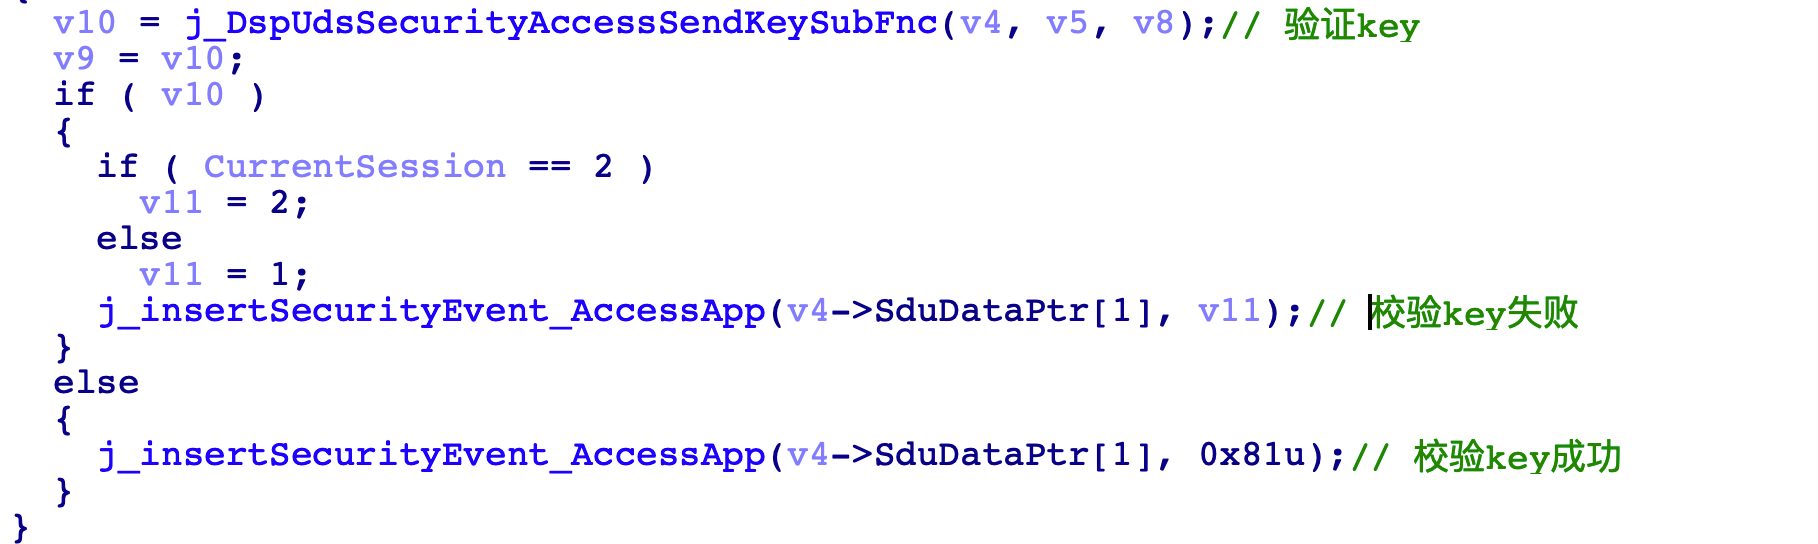 v10 = j_DspUdsSecurityAccessSendKeySubFnc(v4, v5, v8);// 验证key
v9 = v10;
if ( v10 )
{
if ( CurrentSession == 2 )
v11 = 2;
else
v11 = 1;
j_insertSecurityEvent_AccessApp(v4->SduDataPtr[1], v11);// 校验key失败
}
else
{
j_insertSecurityEvent_AccessApp(v4->SduDataPtr[1], 0x81u);// 校验key成功
}
}